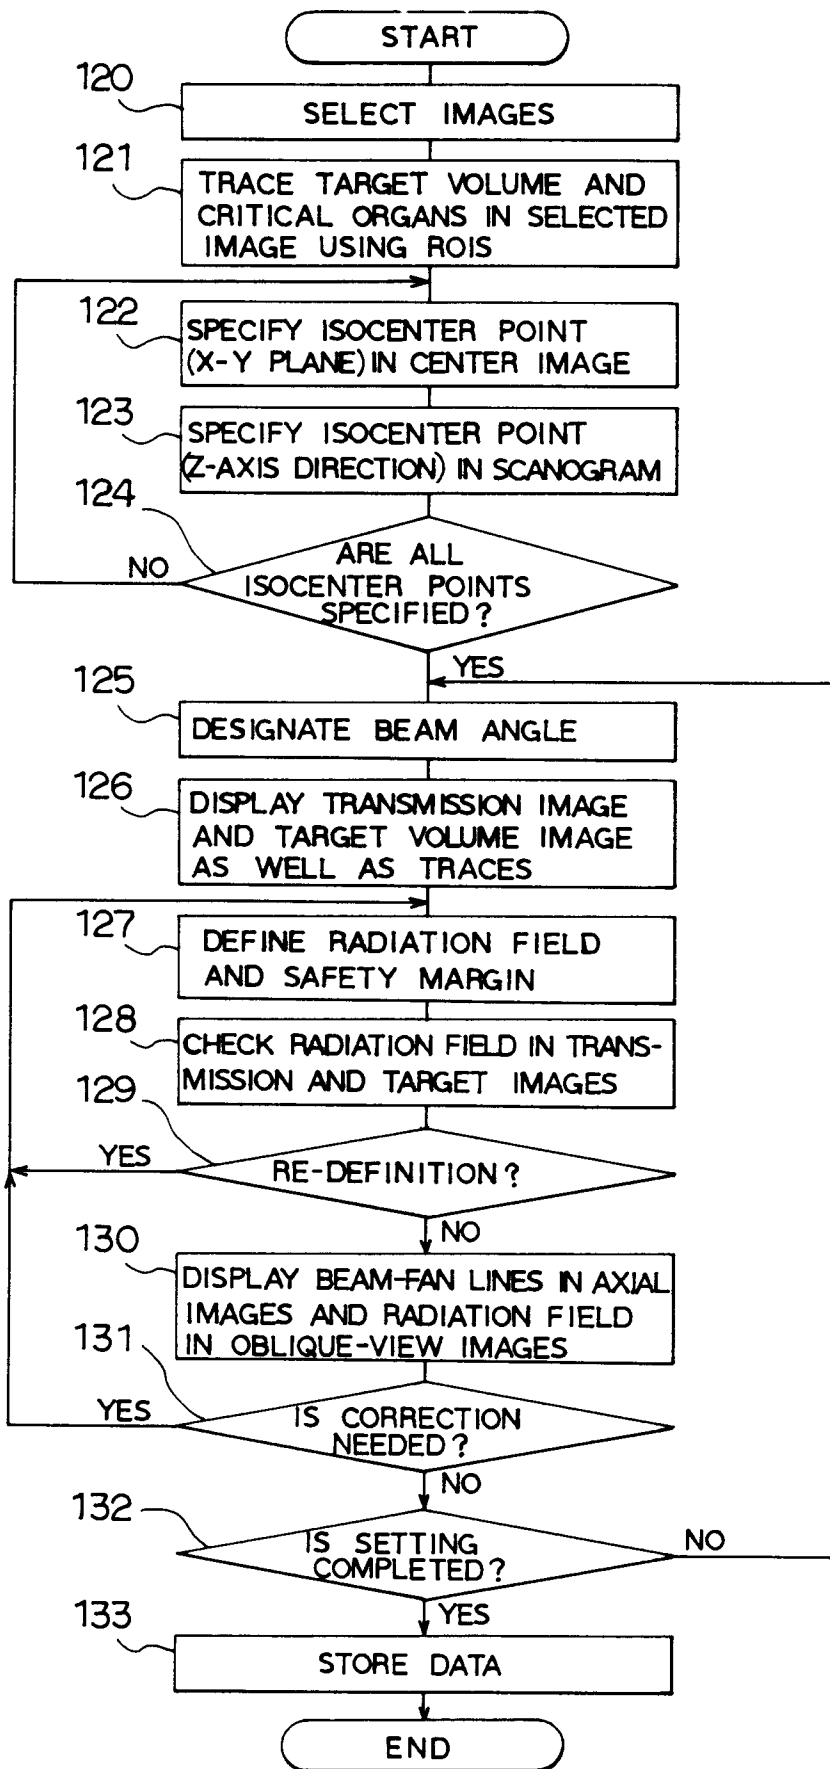 START
120
SELECT IMAGES
121
TRACE TARGET VOLUME AND
CRITICAL ORGANS IN SELECTED
IMAGE USING ROIS
122
SPECIFY ISOCENTER POINT
(X-Y PLANE) IN CENTER IMAGE
123
SPECIFY ISOCENTER POINT
(Z-AXIS DIRECTION) IN SCANOGRAM
124
ARE ALL
ISOCENTER POINTS
SPECIFIED?
NO
YES
125
DESIGNATE BEAM ANGLE
126
DISPLAY TRANSMISSION IMAGE
AND TARGET VOLUME IMAGE
AS WELL AS TRACES
127
DEFINE RADIATION FIELD
AND SAFETY MARGIN
128
CHECK RADIATION FIELD IN TRANS-
MISSION AND TARGET IMAGES
129
YES
RE-DEFINITION?
NO
130
DISPLAY BEAM-FAN LINES IN AXIAL
IMAGES AND RADIATION FIELD
IN OBLIQUE-VIEW IMAGES
131
YES
IS CORRECTION
NEEDED?
NO
132
IS SETTING
COMPLETED?
NO
YES
133
STORE DATA
END